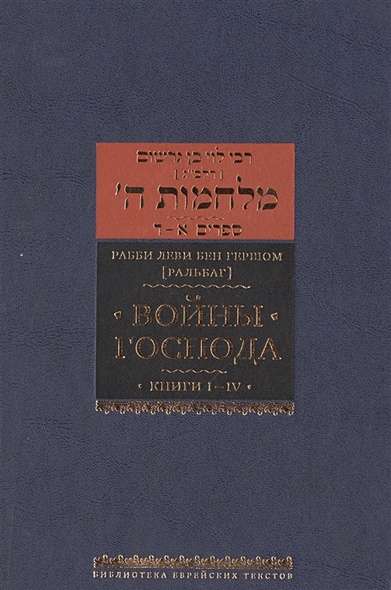 רבי לוי בן גרשום
[רלב״ג]
מלחמות ה'
ספרים א–ד
РАББИ ЛЕВИ БЕН ГЕРШОМ
[РАЛЬБАГ]
ВОЙНЫ
ГОСПОДА
КНИГИ I–IV
БИБЛИОТЕКА ЕВРЕЙСКИХ ТЕКСТОВ